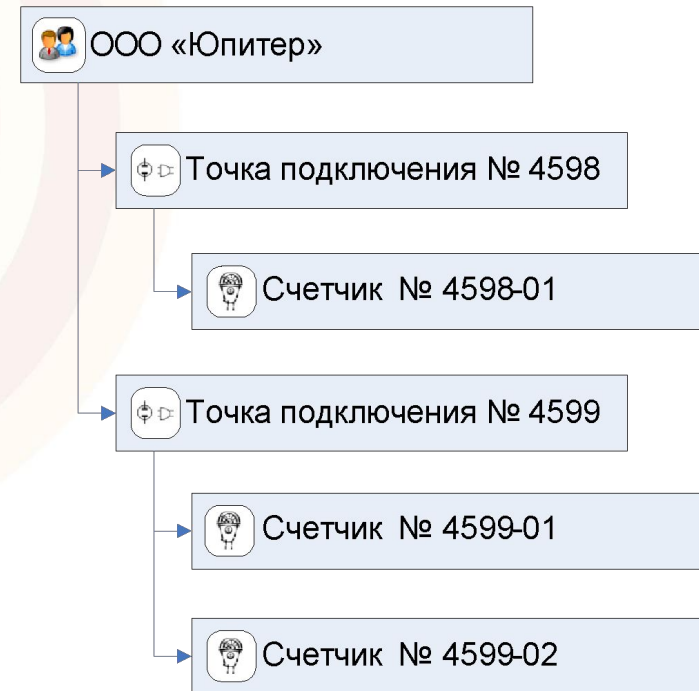 ООО «Юпитер»
Точка подключения № 4598
Счетчик № 4598-01
Точка подключения № 4599
Счетчик № 4599-01
Счетчик № 4599-02